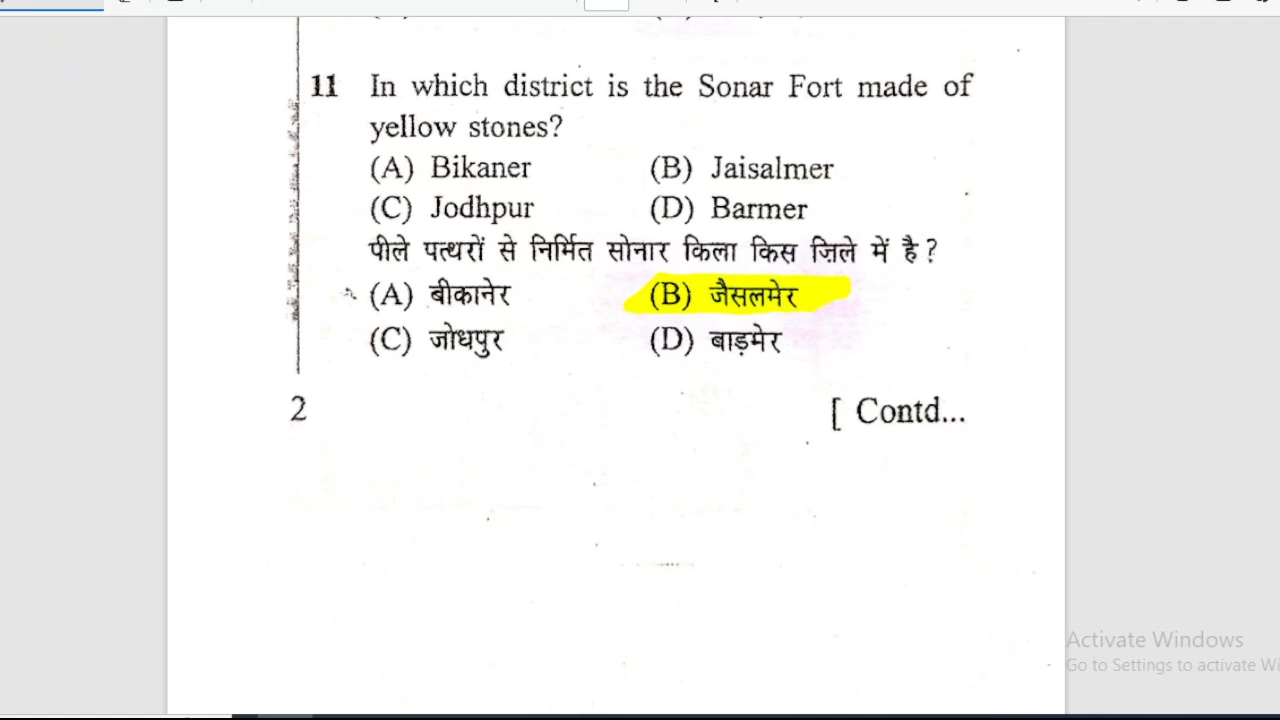 11 In which district is the Sonar Fort made of
yellow stones?
(A) Bikaner (B) Jaisalmer
(C) Jodhpur (D) Barmer
पीले पत्थरों से निर्मित सोनार किला किस ज़िले में है ?
(A) बीकानेर (B) जैसलमेर
(C) जोधपुर (D) बाड़मेर
2 [ Contd...
Activate Windows
Go to Settings to activate Wi